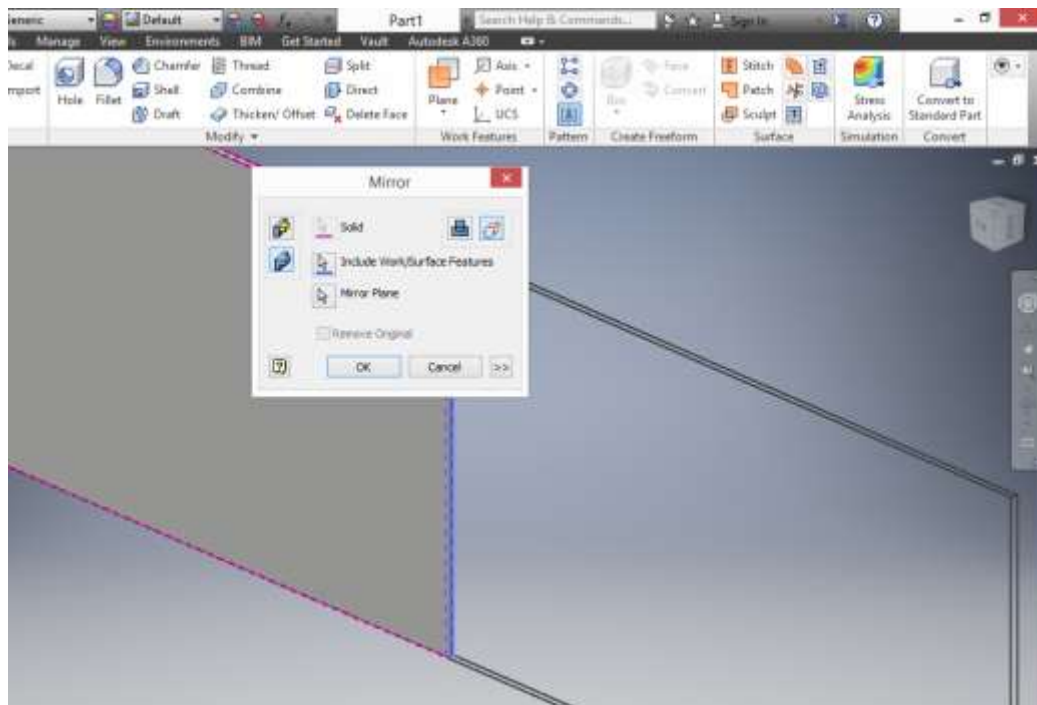 Default Part1 Search Help & Commands... Sign In
Manage View Environments BIM Get Started Vault Autodesk A360
Chamfer Thread Split Axis Face Stitch
Hole Fillet Shell Combine Direct Plane Point Convert Patch Stress Analysis Convert to Standard Part
Draft Thicken/ Offset Delete Face UCS Sculpt
Modify Work Features Pattern Create Freeform Surface Simulation Convert
Mirror
Solid
Include Work/Surface Features
Mirror Plane
Remove Original
OK Cancel >>